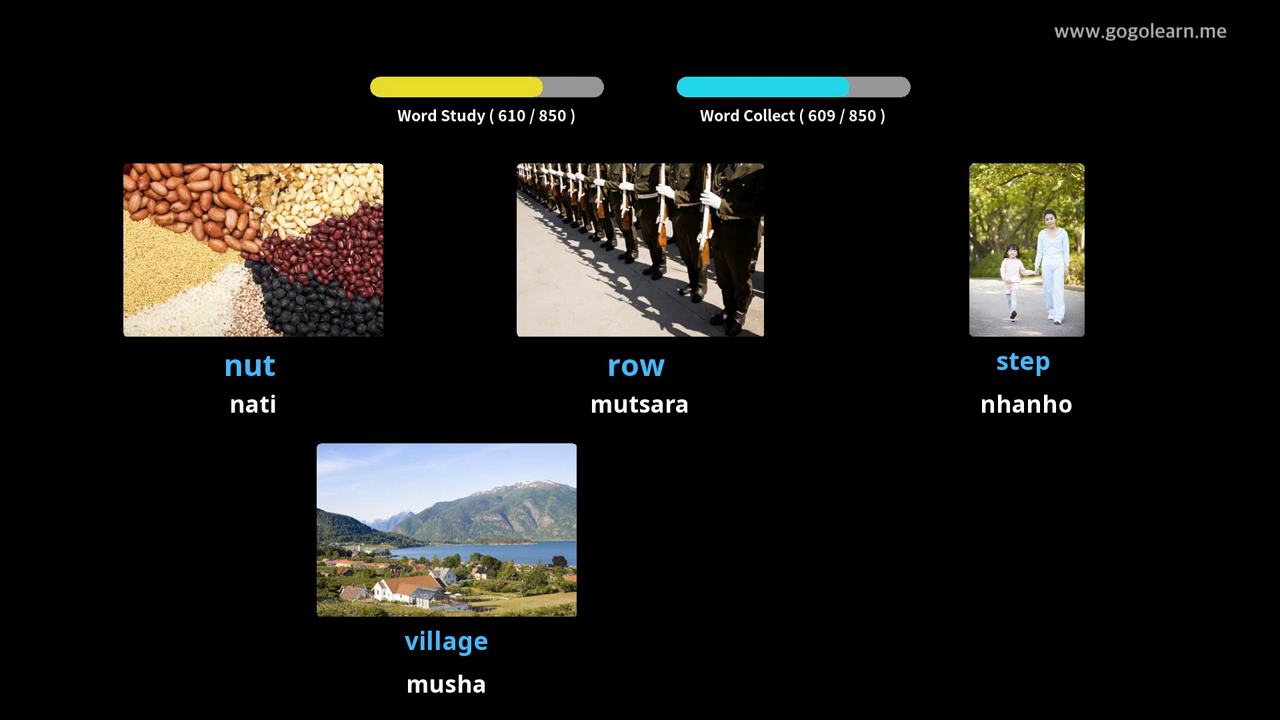 www.gogolearn.me
Word Study ( 610 / 850 )
Word Collect ( 609 / 850 )
nut
nati
row
mutsara
step
nhanho
village
musha